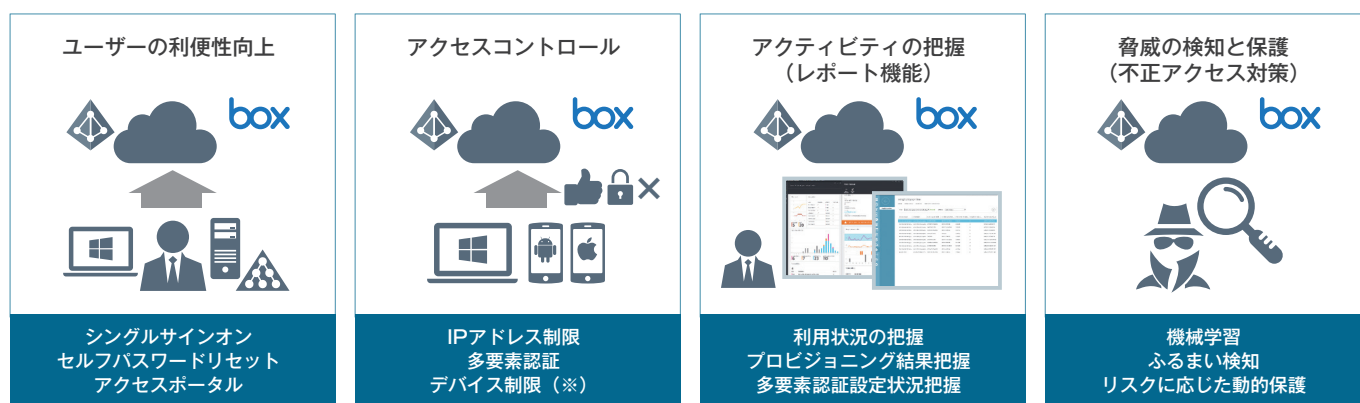 ユーザーの利便性向上
box
シングルサインオン
セルフパスワードリセット
アクセスポータル
アクセスコントロール
box
IPアドレス制限
多要素認証
デバイス制限（※）
アクティビティの把握
（レポート機能）
box
利用状況の把握
プロビジョニング結果把握
多要素認証設定状況把握
脅威の検知と保護
（不正アクセス対策）
box
機械学習
ふるまい検知
リスクに応じた動的保護